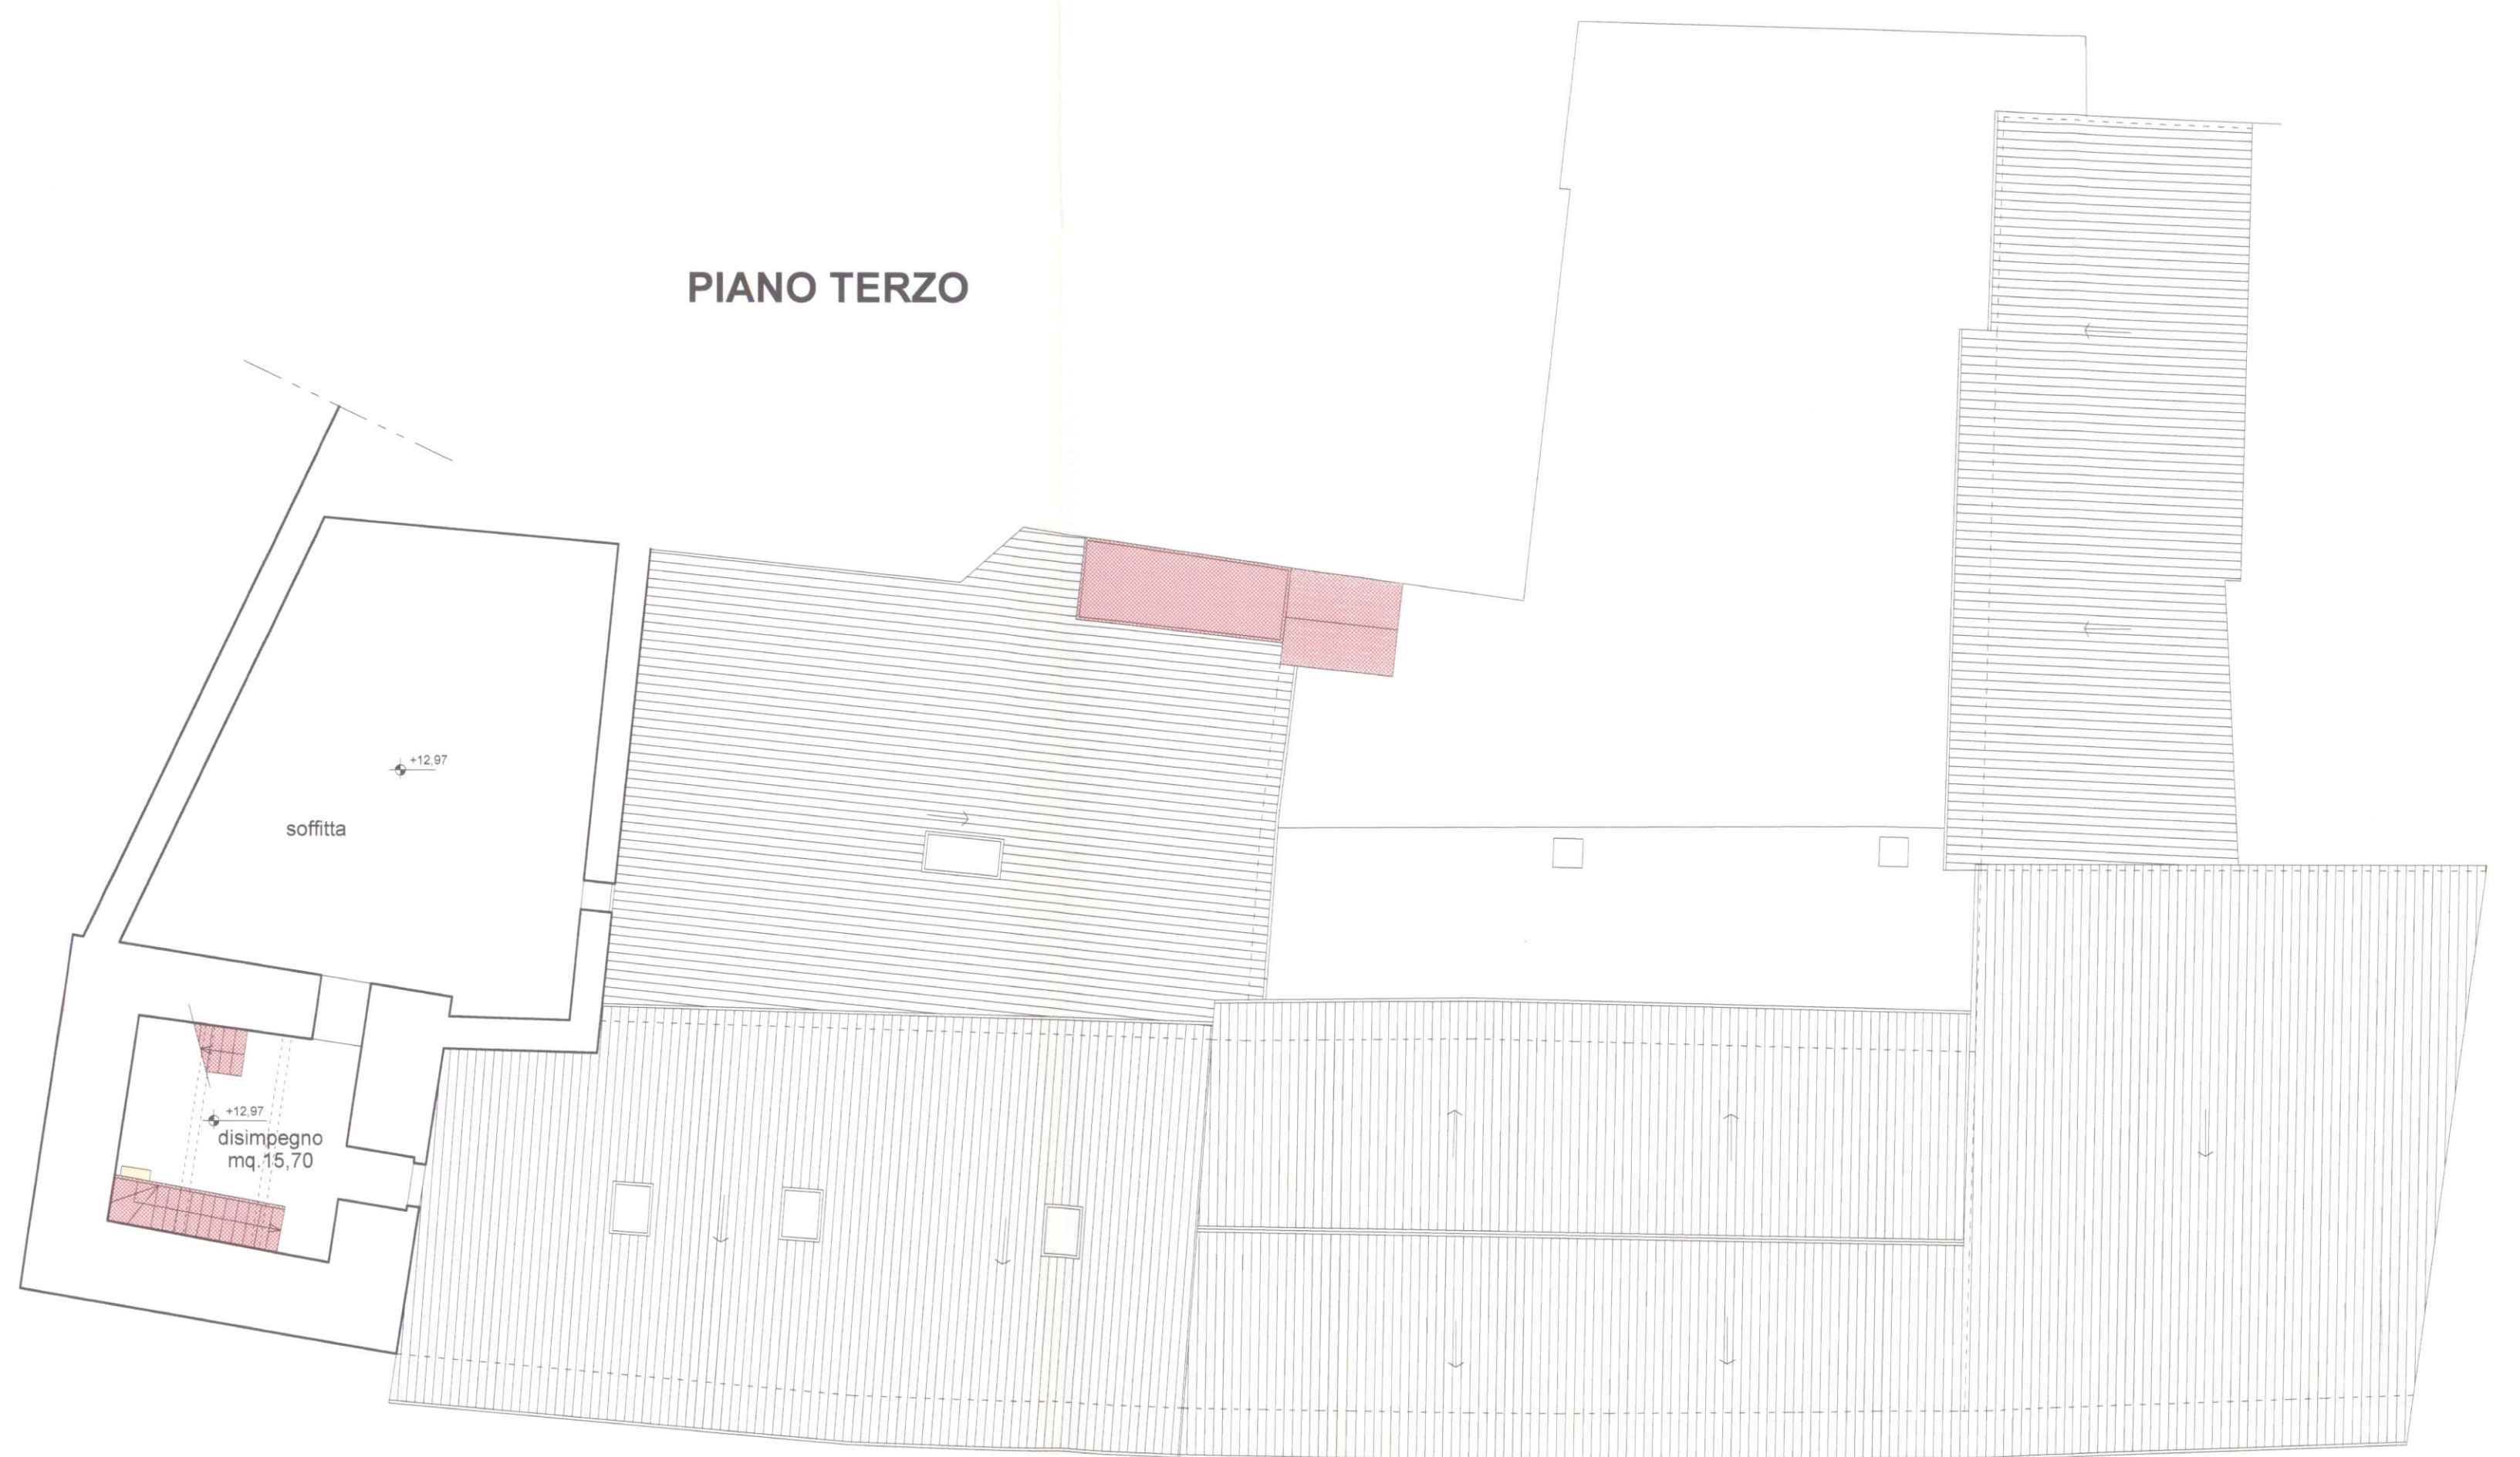 PIANO TERZO
+12,97
soffitta
+12,97
disimpegno
mq.15,70